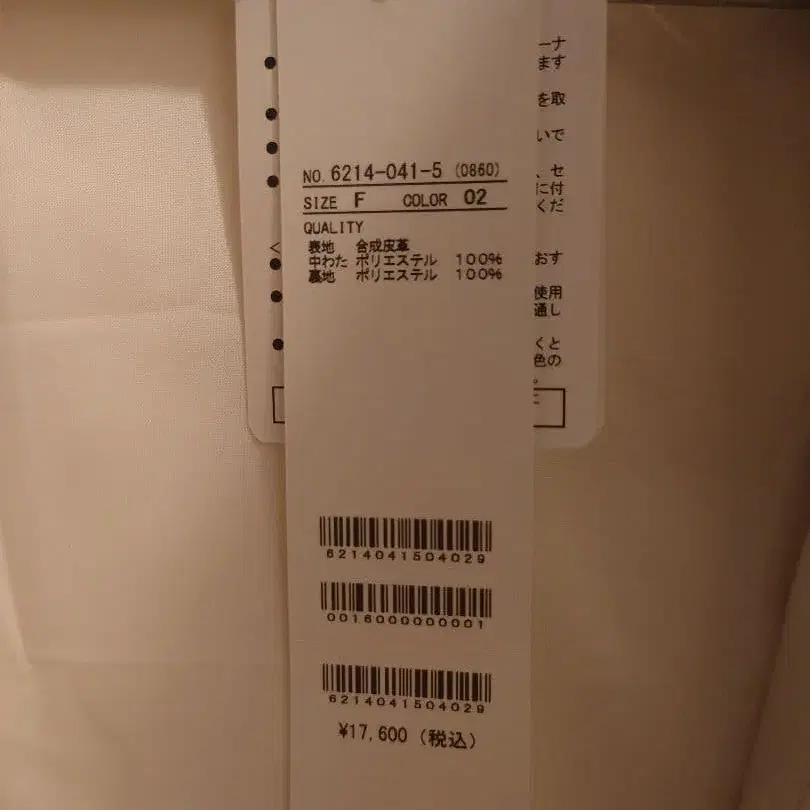 NO. 6214-041-5 (0860)
SIZE F COLOR 02
QUALITY
表地 合成皮革
中わた ポリエステル 100%
裏地 ポリエステル 100%
6214041504029
0016000000001
6214041504029
¥17,600 (税込)
ーナ
ます
を取
いで
、セ
に付
くだ
<
おす
使用
通し
くと
色の
。